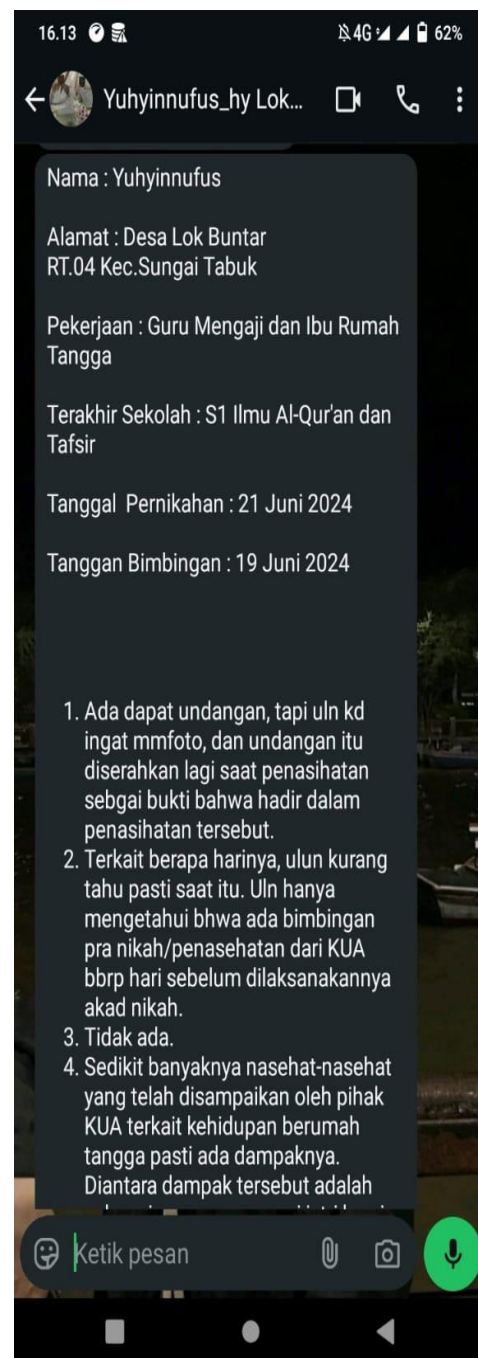 16.13
4G
62%
Yuhyinnufus_hy Lok...
Nama : Yuhyinnufus
Alamat : Desa Lok Buntar
RT.04 Kec.Sungai Tabuk
Pekerjaan : Guru Mengaji dan Ibu Rumah
Tangga
Terakhir Sekolah : S1 Ilmu Al-Qur'an dan
Tafsir
Tanggal Pernikahan : 21 Juni 2024
Tanggan Bimbingan : 19 Juni 2024
1. Ada dapat undangan, tapi uln kd
ingat mmfoto, dan undangan itu
diserahkan lagi saat penasihatan
sebgai bukti bahwa hadir dalam
penasihatan tersebut.
2. Terkait berapa harinya, ulun kurang
tahu pasti saat itu. Uln hanya
mengetahui bhwa ada bimbingan
pra nikah/penasehatan dari KUA
bbrp hari sebelum dilaksanakannya
akad nikah.
3. Tidak ada.
4. Sedikit banyaknya nasehat-nasehat
yang telah disampaikan oleh pihak
KUA terkait kehidupan berumah
tangga pasti ada dampaknya.
Diantara dampak tersebut adalah
Ketik pesan